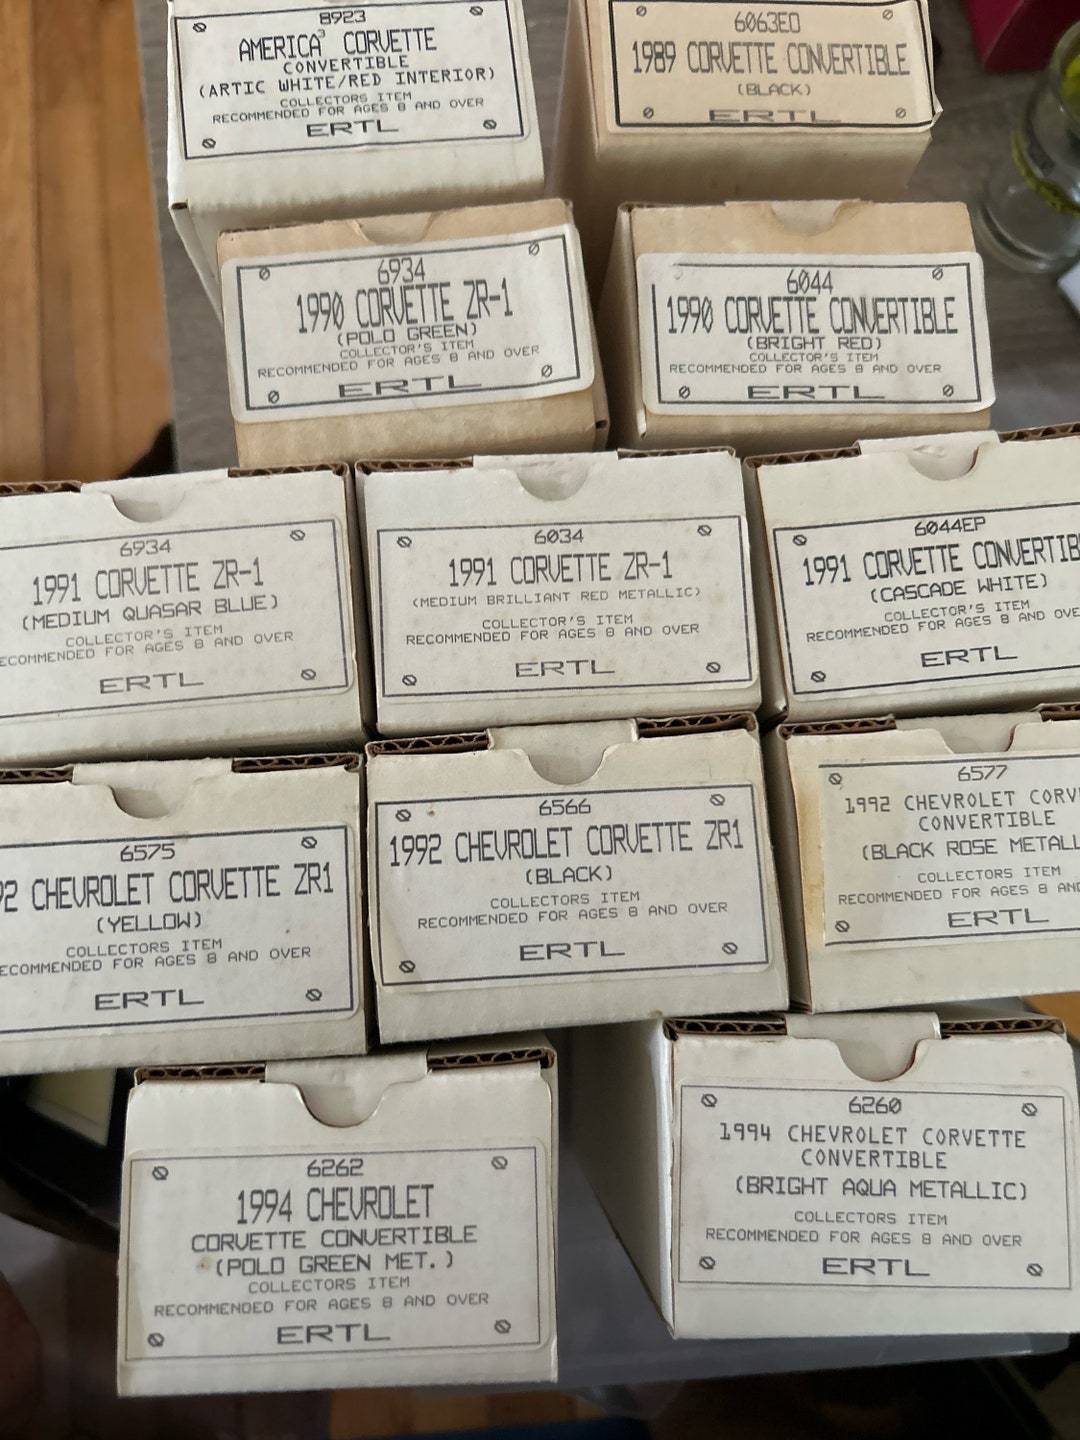 8923
AMERICA³ CORVETTE
CONVERTIBLE
(ARTIC WHITE/RED INTERIOR)
COLLECTORS ITEM
RECOMMENDED FOR AGES 8 AND OVER
ERTL
6063EO
1989 CORVETTE CONVERTIBLE
(BLACK)
ERTL
6934
1990 CORVETTE ZR-1
(POLO GREEN)
COLLECTOR'S ITEM
RECOMMENDED FOR AGES 8 AND OVER
ERTL
6044
1990 CORVETTE CONVERTIBLE
(BRIGHT RED)
COLLECTOR'S ITEM
RECOMMENDED FOR AGES 8 AND OVER
ERTL
6934
1991 CORVETTE ZR-1
(MEDIUM QUASAR BLUE)
COLLECTOR'S ITEM
ECOMMENDED FOR AGES 8 AND OVER
ERTL
6034
1991 CORVETTE ZR-1
(MEDIUM BRILLIANT RED METALLIC)
COLLECTOR'S ITEM
RECOMMENDED FOR AGES 8 AND OVER
ERTL
6044EP
1991 CORVETTE CONVERTIB
(CASCADE WHITE)
COLLECTOR'S ITEM
RECOMMENDED FOR AGES 8 AND OVE
ERTL
6575
92 CHEVROLET CORVETTE ZR1
(YELLOW)
COLLECTORS ITEM
ECOMMENDED FOR AGES 8 AND OVER
ERTL
6566
1992 CHEVROLET CORVETTE ZR1
(BLACK)
COLLECTORS ITEM
RECOMMENDED FOR AGES 8 AND OVER
ERTL
6577
1992 CHEVROLET CORV
CONVERTIBLE
(BLACK ROSE METALL
COLLECTORS ITEM
RECOMMENDED FOR AGES 8 AND
ERTL
6262
1994 CHEVROLET
CORVETTE CONVERTIBLE
(POLO GREEN MET. )
COLLECTORS ITEM
RECOMMENDED FOR AGES 8 AND OVER
ERTL
6260
1994 CHEVROLET CORVETTE
CONVERTIBLE
(BRIGHT AQUA METALLIC)
COLLECTORS ITEM
RECOMMENDED FOR AGES 8 AND OVER
ERTL